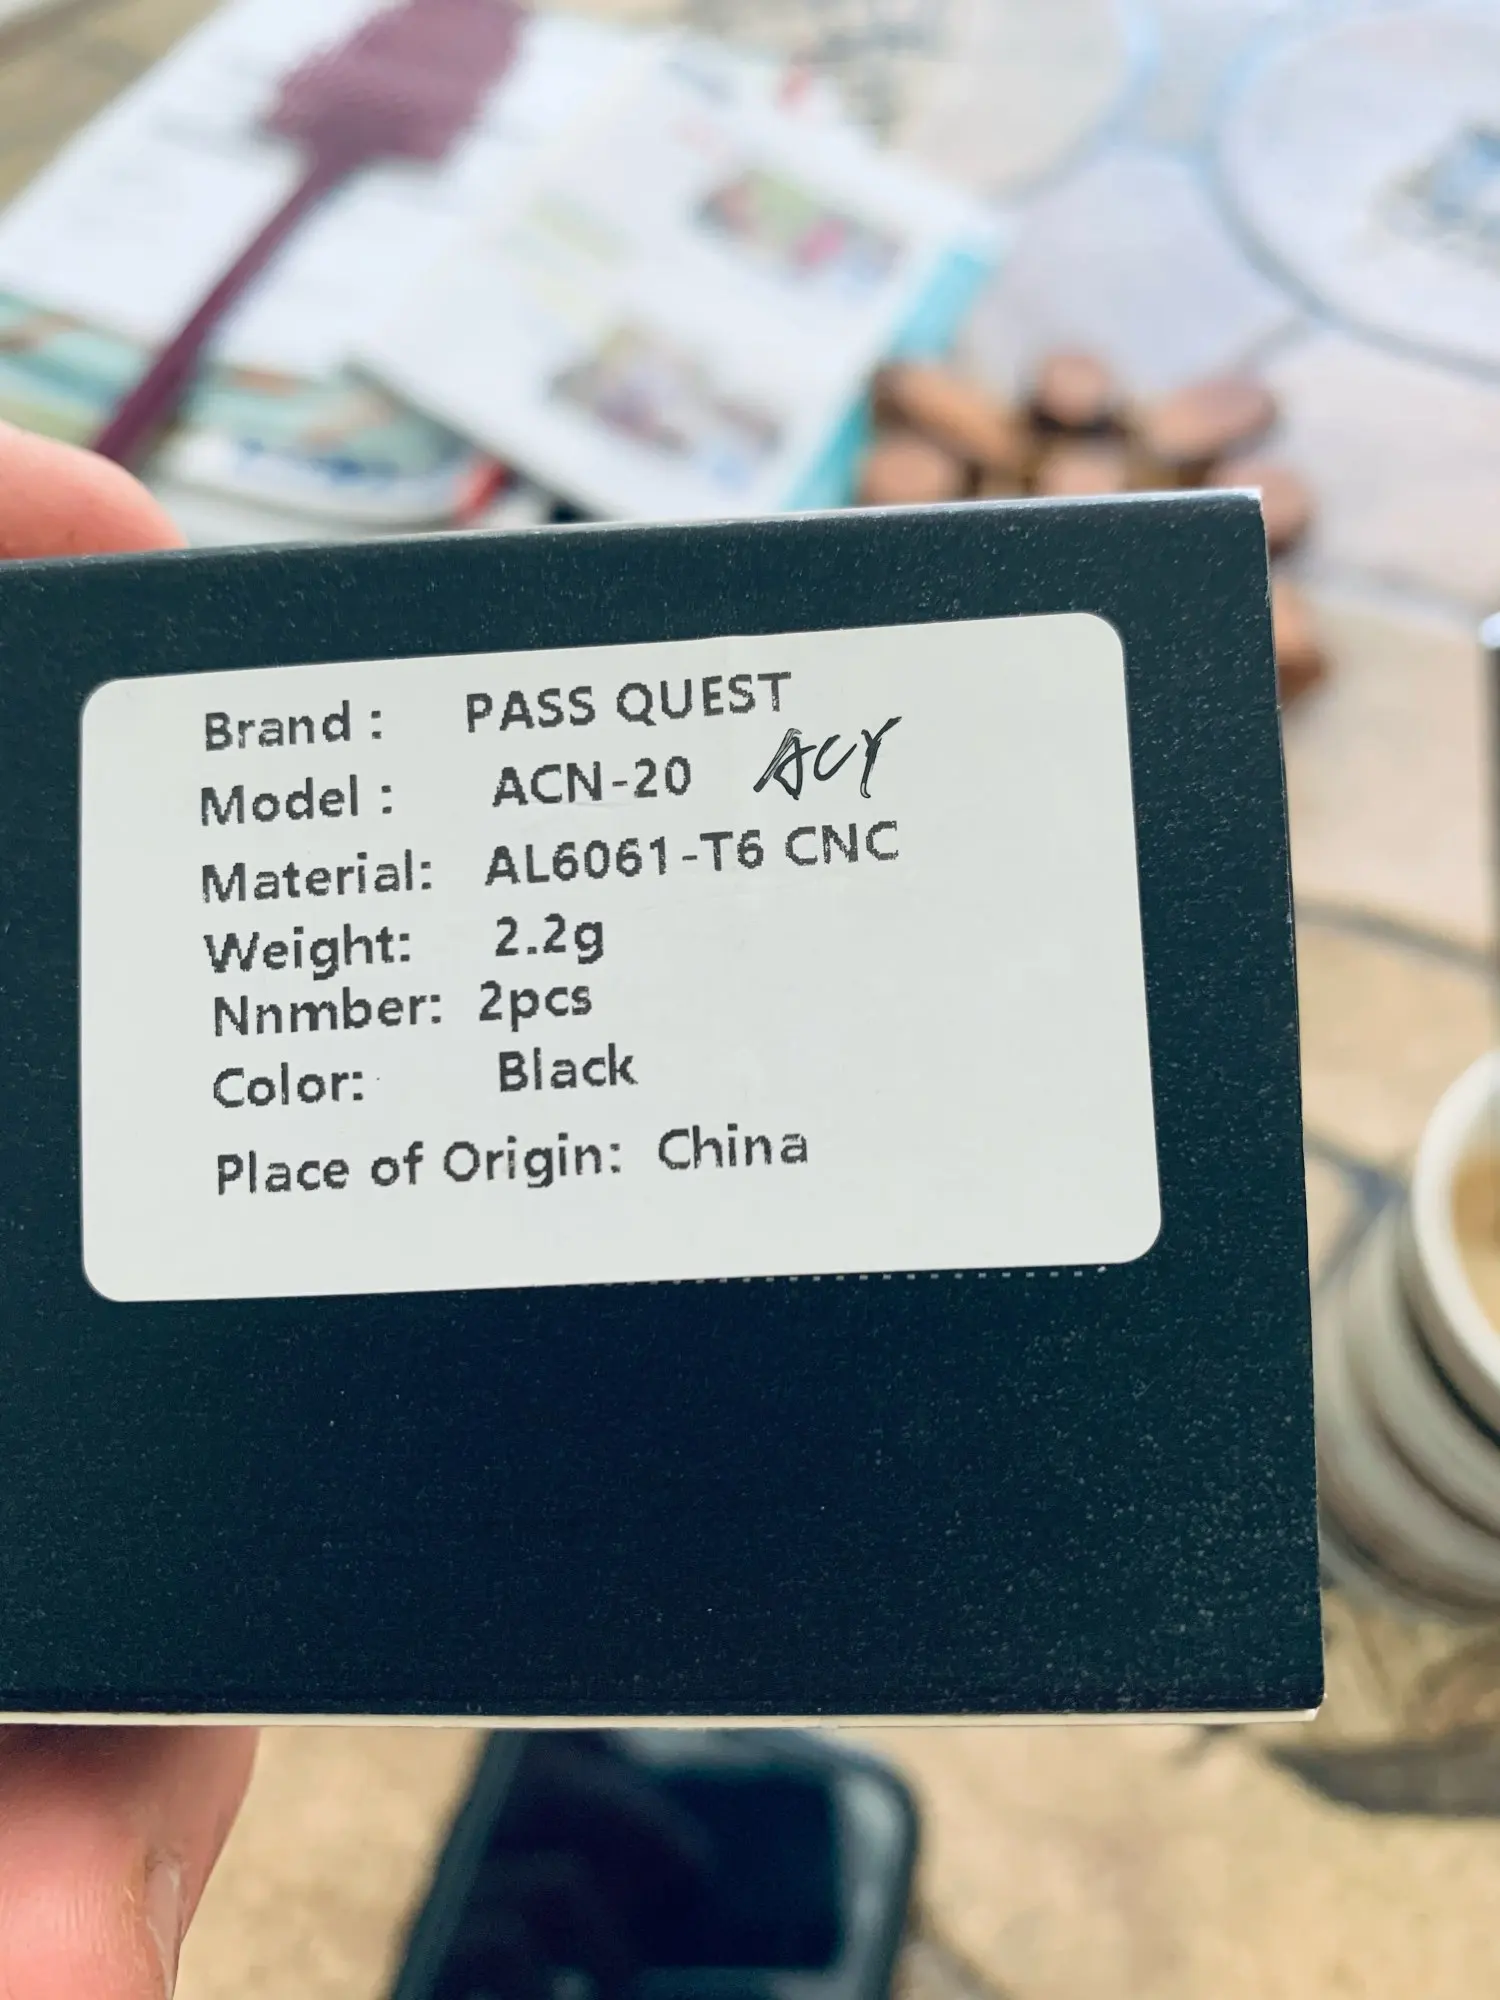 Brand : PASS QUEST
Model : ACN-20 ACY
Material: AL6061-T6 CNC
Weight: 2.2g
Nnmber: 2pcs
Color: Black
Place of Origin: China